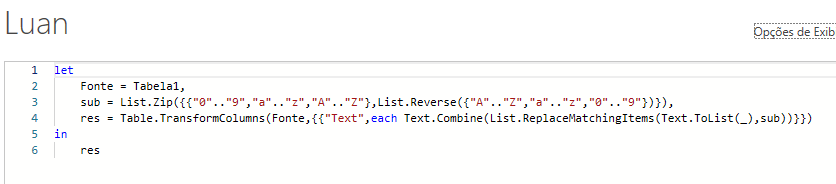 Luan
Opções de Exib
1 let
2 Fonte = Tabela1,
3 sub = List.Zip({{"0".."9","a".."z","A".."Z"},List.Reverse({"A".."Z","a".."z","0".."9"})}),
4 res = Table.TransformColumns(Fonte,{{"Text",each Text.Combine(List.ReplaceMatchingItems(Text.ToList(_),sub))}})
5 in
6 res